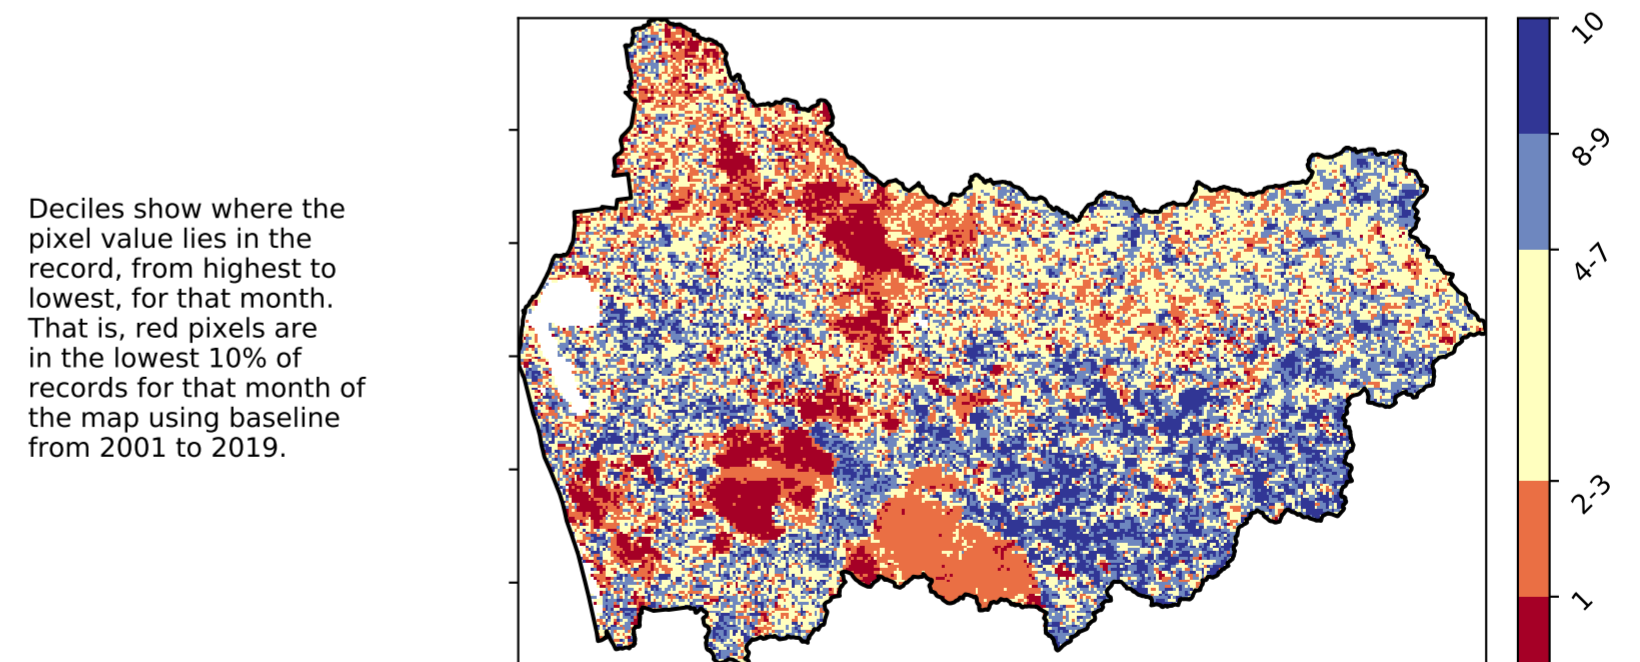 Deciles show where the
pixel value lies in the
record, from highest to
lowest, for that month.
That is, red pixels are
in the lowest 10% of
records for that month of
the map using baseline
from 2001 to 2019.
10
8-9
4-7
2-3
1